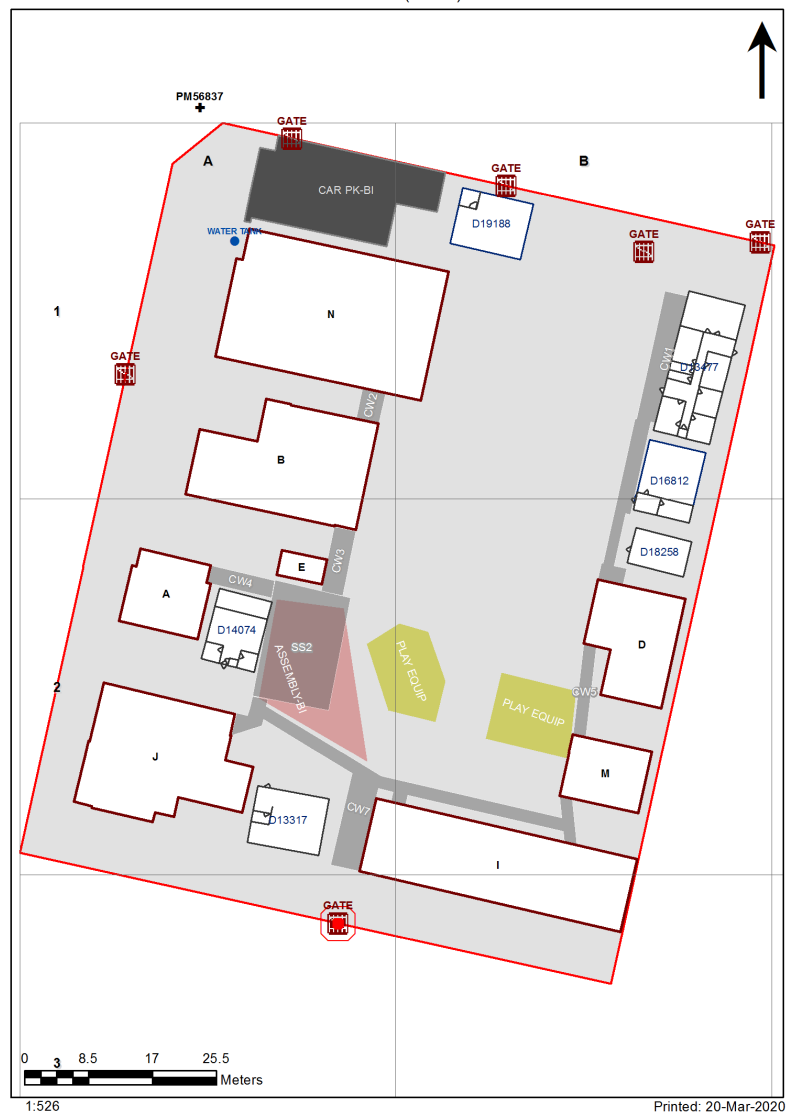 PM56837
GATE
A
B
CAR PK-BI
GATE
D19188
WATER TANK
GATE
GATE
1
N
GATE
CW1
D13477
CW2
B
D16812
CW3
D18258
E
CW4
A
D14074
SS2
ASSEMBLY-BI
PLAY EQUIP
D
2
CW5
PLAY EQUIP
J
M
CW7
D13317
I
GATE
0 8.5 17 25.5
3
Meters
1:526
Printed: 20-Mar-2020